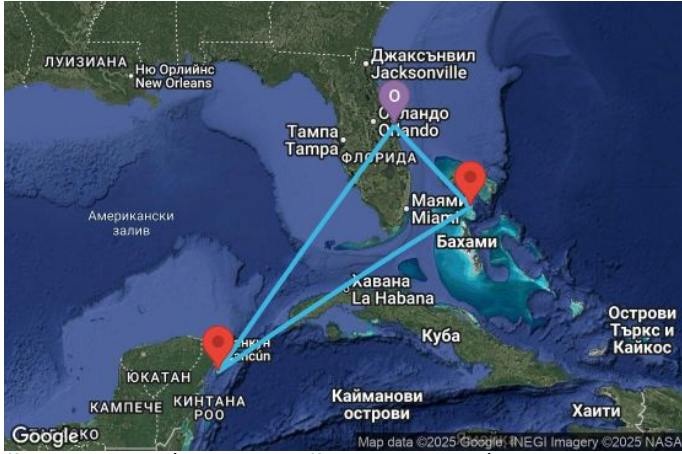 ЛУИЗИАНА
Ню Орлийнс
New Orleans
Джаксънвил
Jacksonville
O
Orlando
Тампа
Tampa
ФЛОРИДА
Маями
Miami
Американски
залив
Бахами
Хавана
La Habana
Куба
Острови
Търкс и
Кайкос
ЮКАТАН
КАМПЕЧЕ
КИНТАНА
РОО
Кайманови
острови
Хаити
Google
Map data ©2025 Google, INEGI Imagery ©2025 NASA